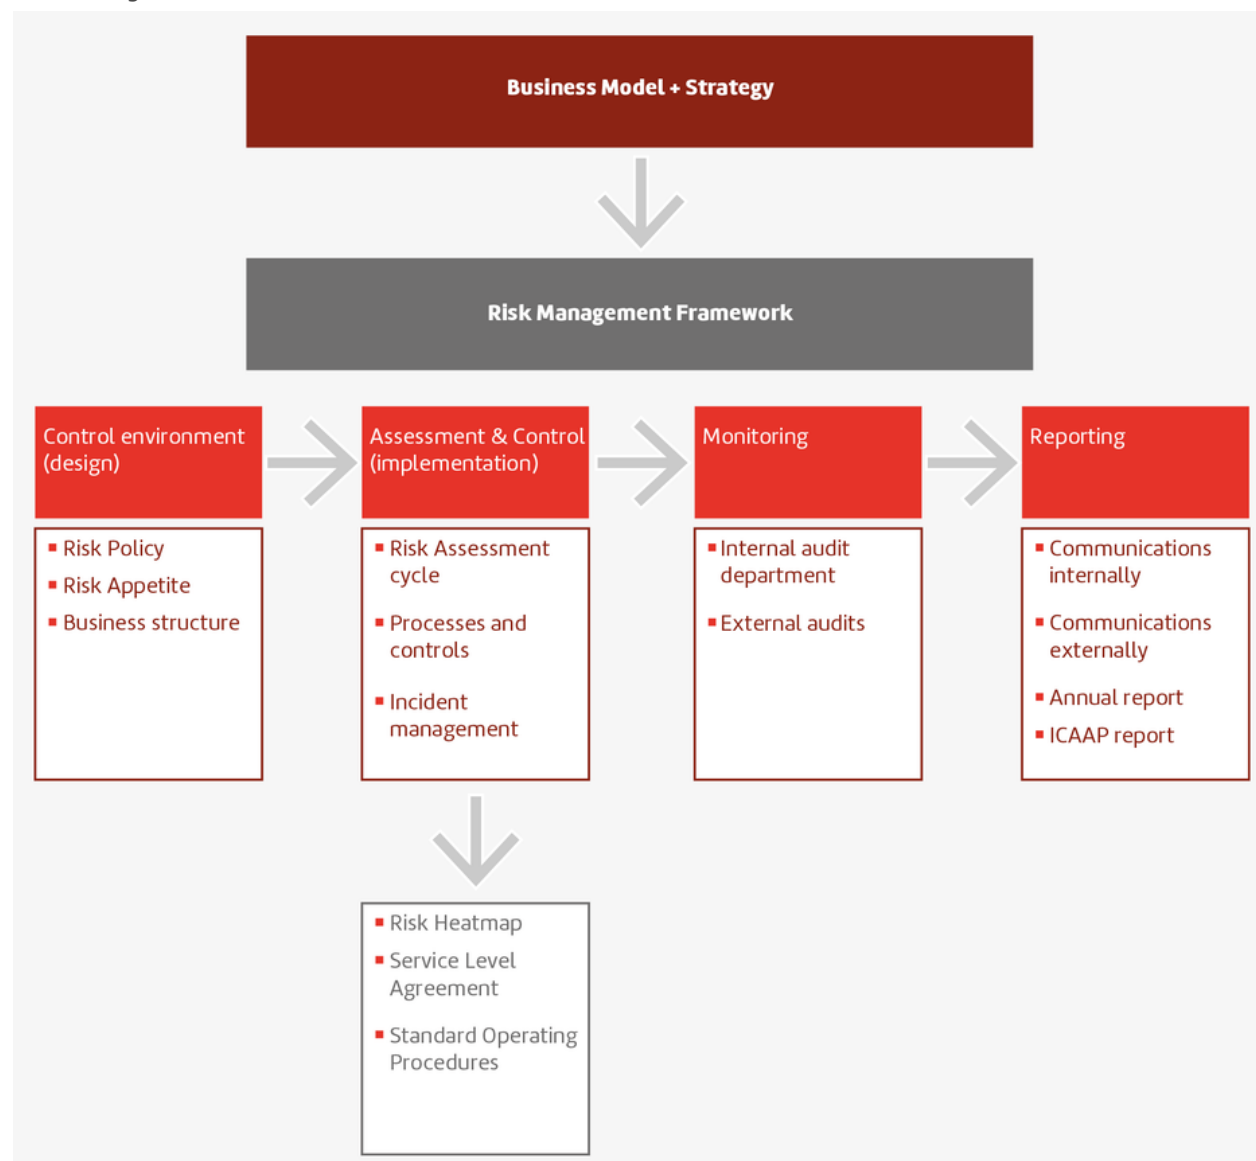 Business Model + Strategy
Risk Management Framework
Control environment
(design)
Risk Policy
Risk Appetite
Business structure
Assessment & Control
(implementation)
Risk Assessment
cycle
Processes and
controls
Incident
management
Risk Heatmap
Service Level
Agreement
Standard Operating
Procedures
Monitoring
Internal audit
department
External audits
Reporting
Communications
internally
Communications
externally
Annual report
ICAAP report